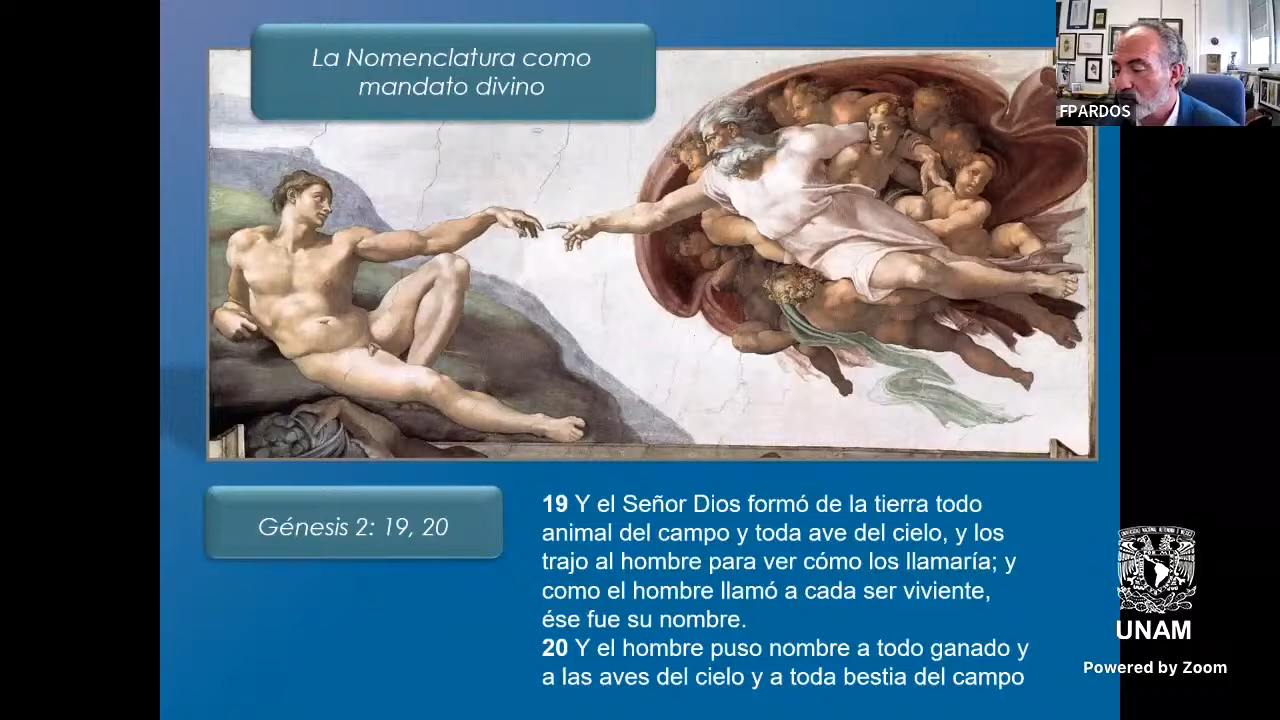 La Nomenclatura como
mandato divino
FPARDOS
Génesis 2: 19, 20
19 Y el Señor Dios formó de la tierra todo
animal del campo y toda ave del cielo, y los
trajo al hombre para ver cómo los llamaría; y
como el hombre llamó a cada ser viviente,
ése fue su nombre.
20 Y el hombre puso nombre a todo ganado y
a las aves del cielo y a toda bestia del campo
UNAM
Powered by Zoom